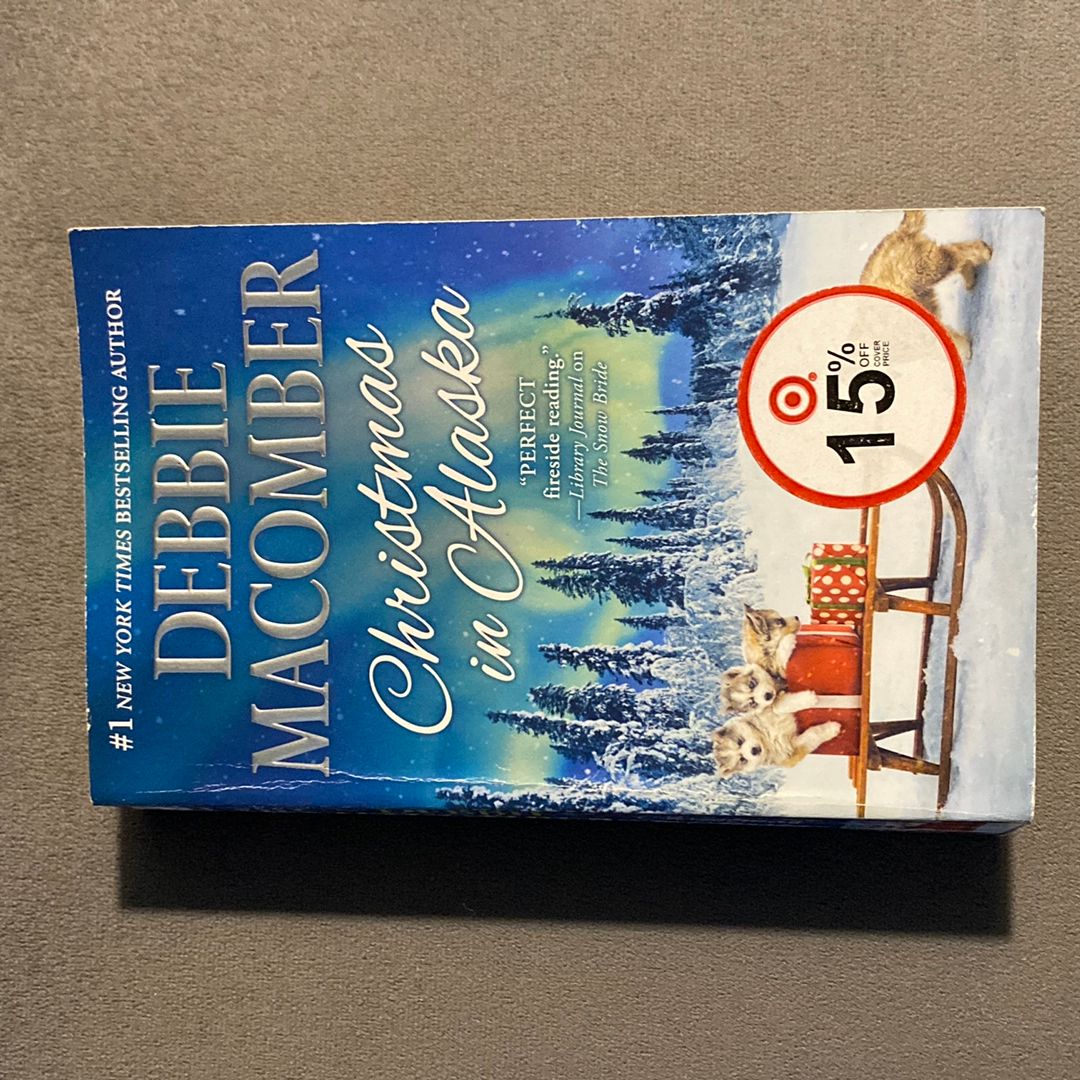 #1 NEW YORK TIMES BESTSELLING AUTHOR
DEBBIE
MACOMBER
Christmas
in Alaska
“PERFECT
fireside reading.”
—Library Journal on
The Snow Bride
®
15%
OFF
COVER
PRICE